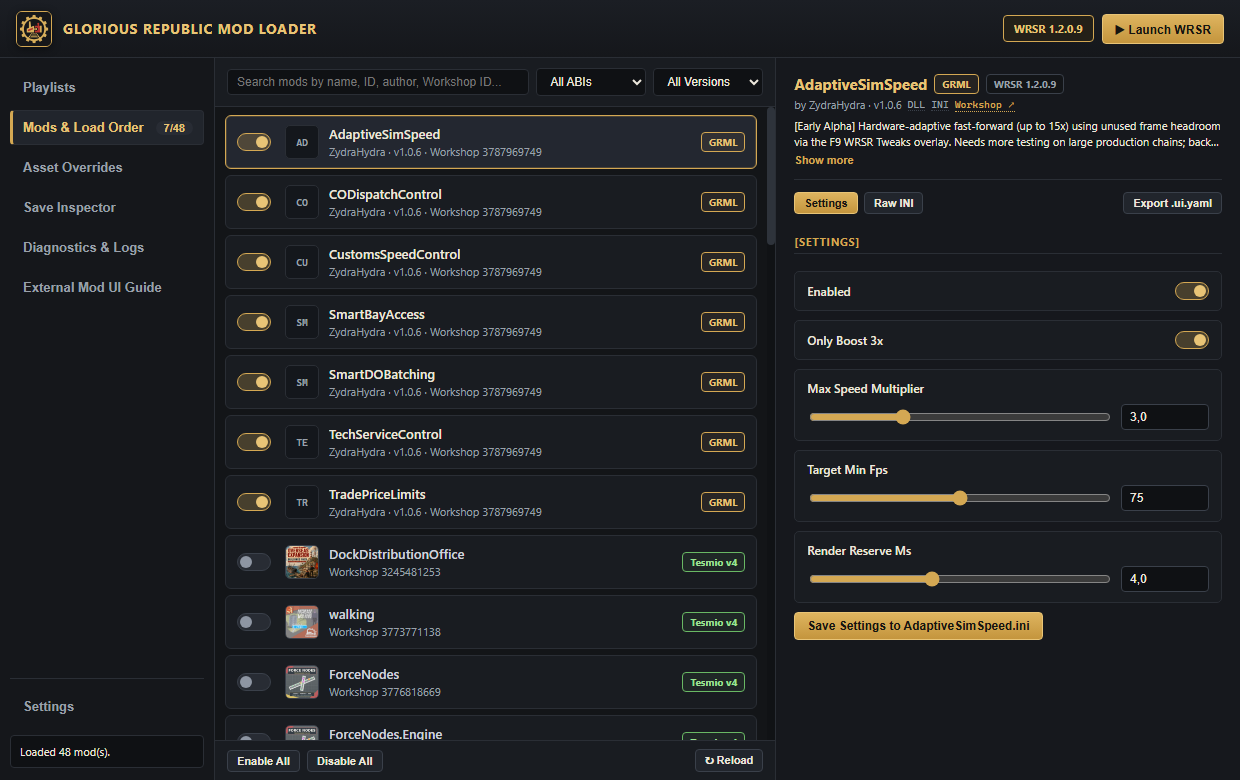 GLORIOUS REPUBLIC MOD LOADER
WRSR 1.2.0.9
▶ Launch WRSR
Playlists
Mods & Load Order 7/48
Asset Overrides
Save Inspector
Diagnostics & Logs
External Mod UI Guide
Settings
Loaded 48 mod(s).
Search mods by name, ID, author, Workshop ID...
All ABIs
All Versions
AD
AdaptiveSimSpeed
ZydraHydra · v1.0.6 · Workshop 3787969749
GRML
CO
CODispatchControl
ZydraHydra · v1.0.6 · Workshop 3787969749
GRML
CU
CustomsSpeedControl
ZydraHydra · v1.0.6 · Workshop 3787969749
GRML
SM
SmartBayAccess
ZydraHydra · v1.0.6 · Workshop 3787969749
GRML
SM
SmartDOBatching
ZydraHydra · v1.0.6 · Workshop 3787969749
GRML
TE
TechServiceControl
ZydraHydra · v1.0.6 · Workshop 3787969749
GRML
TR
TradePriceLimits
ZydraHydra · v1.0.6 · Workshop 3787969749
GRML
DockDistributionOffice
Workshop 3245481253
Tesmio v4
walking
Workshop 3773771138
Tesmio v4
FORCE NODES
ForceNodes
Workshop 3776818669
Tesmio v4
FORCE NODES
ForceNodes.Engine
Enable All
Disable All
↻ Reload
AdaptiveSimSpeed GRML WRSR 1.2.0.9
by ZydraHydra · v1.0.6 DLL INI Workshop ↗
[Early Alpha] Hardware-adaptive fast-forward (up to 15x) using unused frame headroom
via the F9 WRSR Tweaks overlay. Needs more testing on large production chains; back...
Show more
Settings
Raw INI
Export .ui.yaml
[SETTINGS]
Enabled
Only Boost 3x
Max Speed Multiplier
3,0
Target Min Fps
75
Render Reserve Ms
4,0
Save Settings to AdaptiveSimSpeed.ini